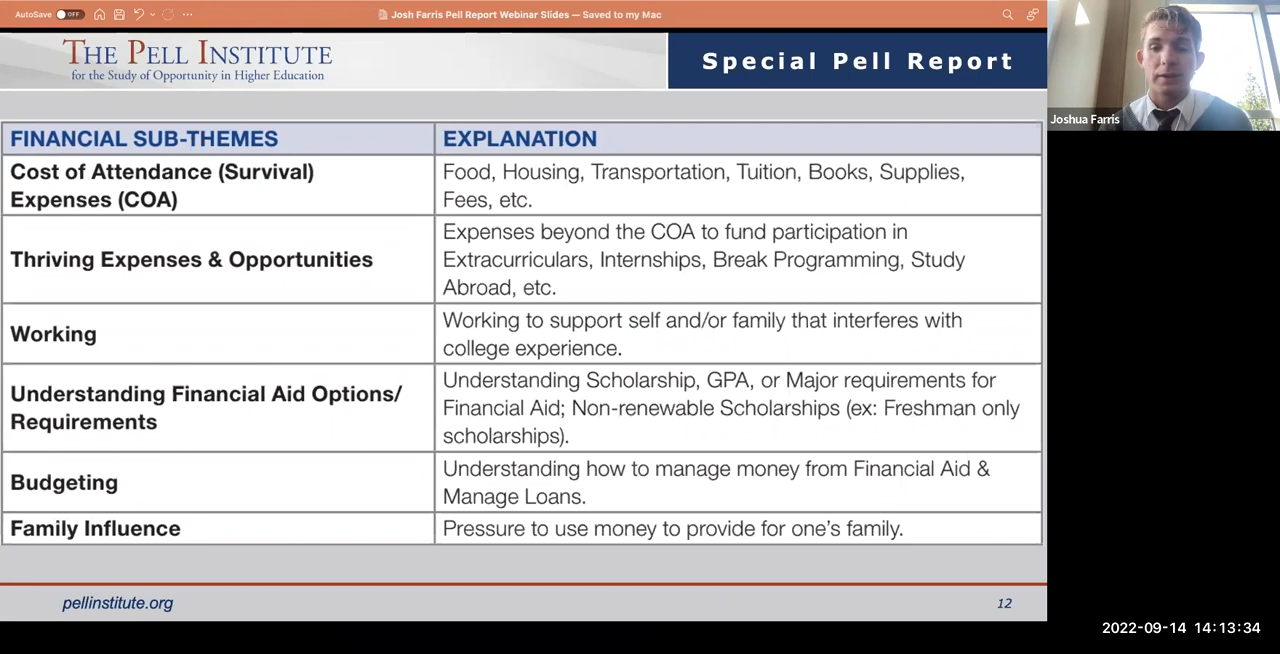 AutoSave OFF
Josh Farris Pell Report Webinar Slides — Saved to my Mac
THE PELL INSTITUTE
for the Study of Opportunity in Higher Education
Special Pell Report
Joshua Farris
FINANCIAL SUB-THEMES
EXPLANATION
Cost of Attendance (Survival)
Expenses (COA)
Food, Housing, Transportation, Tuition, Books, Supplies,
Fees, etc.
Thriving Expenses & Opportunities
Expenses beyond the COA to fund participation in
Extracurriculars, Internships, Break Programming, Study
Abroad, etc.
Working
Working to support self and/or family that interferes with
college experience.
Understanding Financial Aid Options/
Requirements
Understanding Scholarship, GPA, or Major requirements for
Financial Aid; Non-renewable Scholarships (ex: Freshman only
scholarships).
Budgeting
Understanding how to manage money from Financial Aid &
Manage Loans.
Family Influence
Pressure to use money to provide for one’s family.
pellinstitute.org
12
2022-09-14 14:13:34